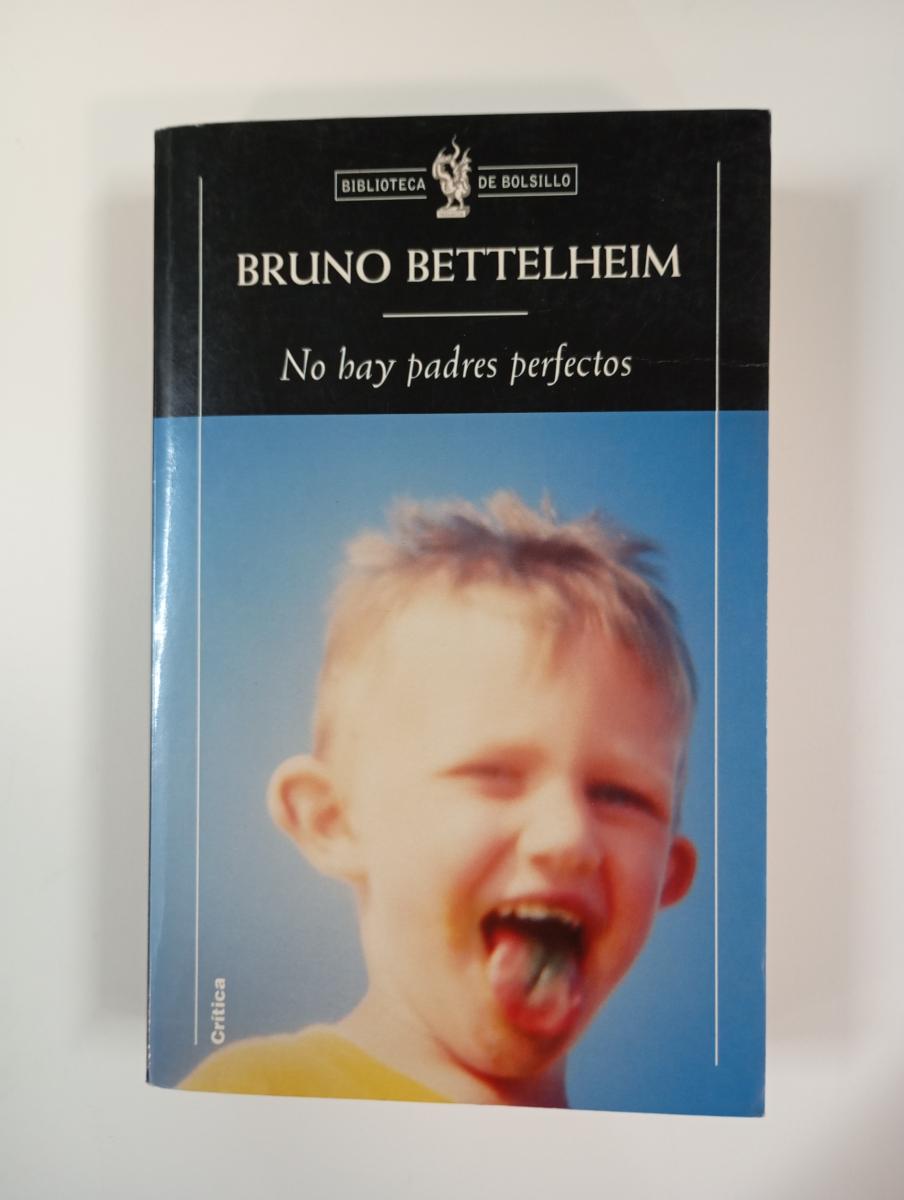 BIBLIOTECA DE BOLSILLO
BRUNO BETTELHEIM
No hay padres perfectos
Crítica